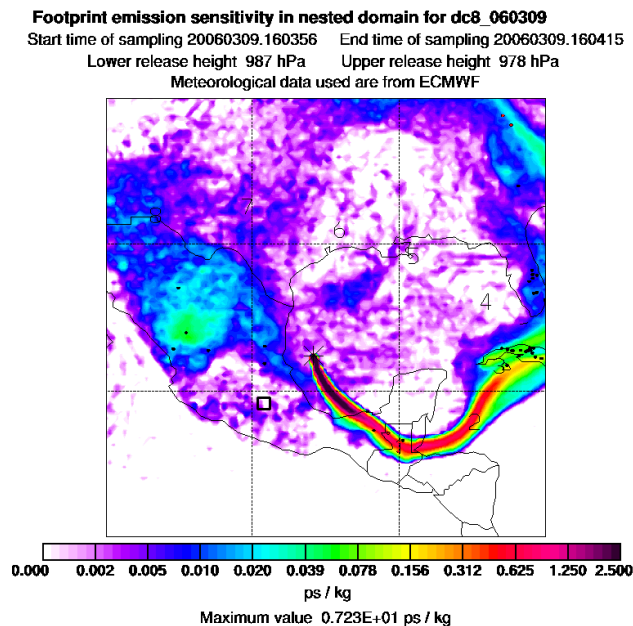 Footprint emission sensitivity in nested domain for dc8_060309
Start time of sampling 20060309.160356 End time of sampling 20060309.160415
Lower release height 987 hPa Upper release height 978 hPa
Meteorological data used are from ECMWF
8
7
6
5
4
2
0.000 0.002 0.005 0.010 0.020 0.039 0.078 0.156 0.312 0.625 1.250 2.500
ps / kg
Maximum value 0.723E+01 ps / kg